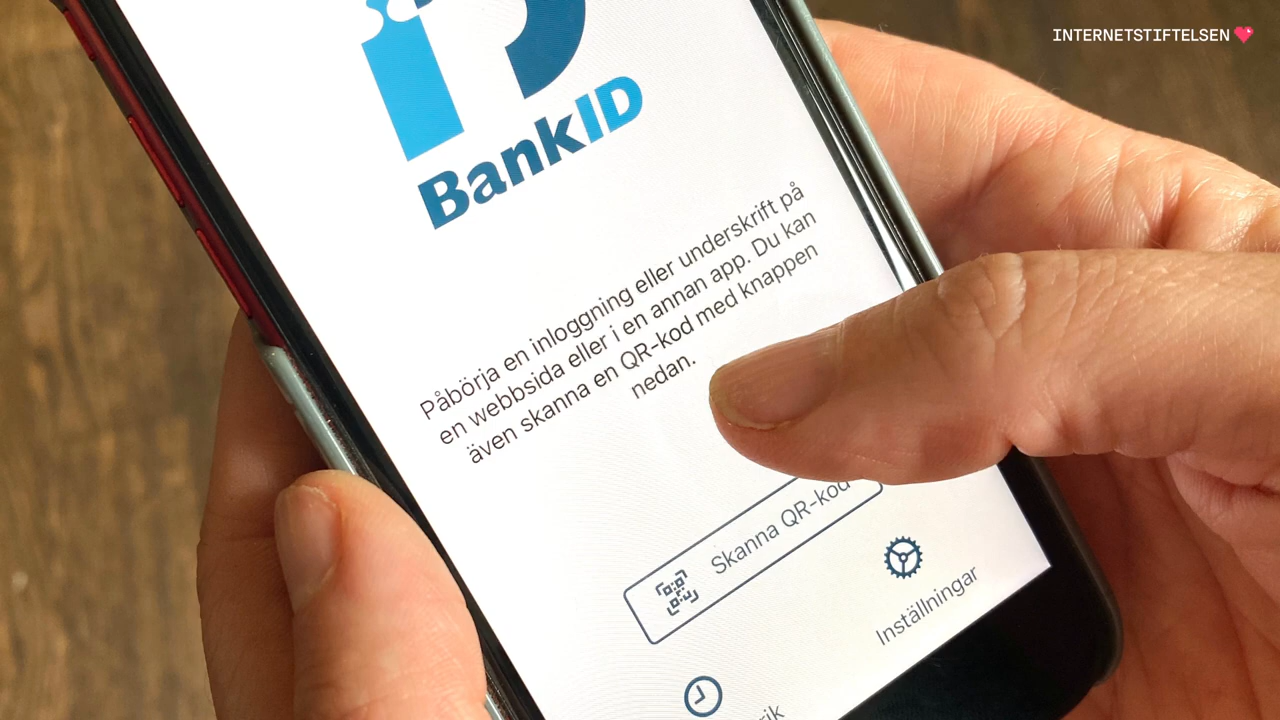 INTERNETSTIFTELSEN
BankID
Påbörja en inloggning eller underskrift på
en webbsida eller i en annan app. Du kan
även skanna en QR-kod med knappen
nedan.
Skanna QR-kod
Inställningar